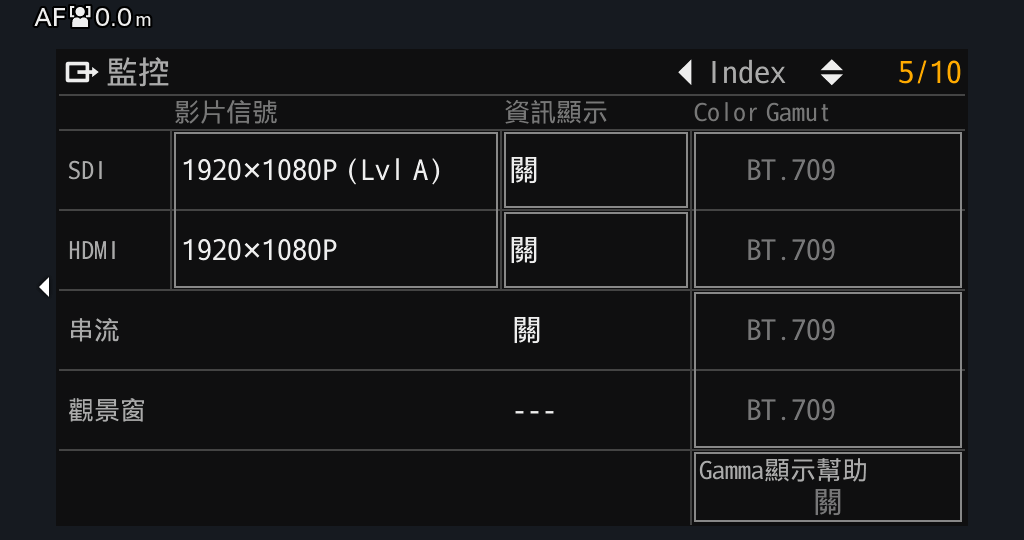 AF 0.0m
監控 Index 5/10
影片信號 資訊顯示 Color Gamut
SDI 1920×1080P (Lvl A) 關 BT.709
HDMI 1920×1080P 關 BT.709
串流 關 BT.709
觀景窗 --- BT.709
Gamma顯示幫助
關